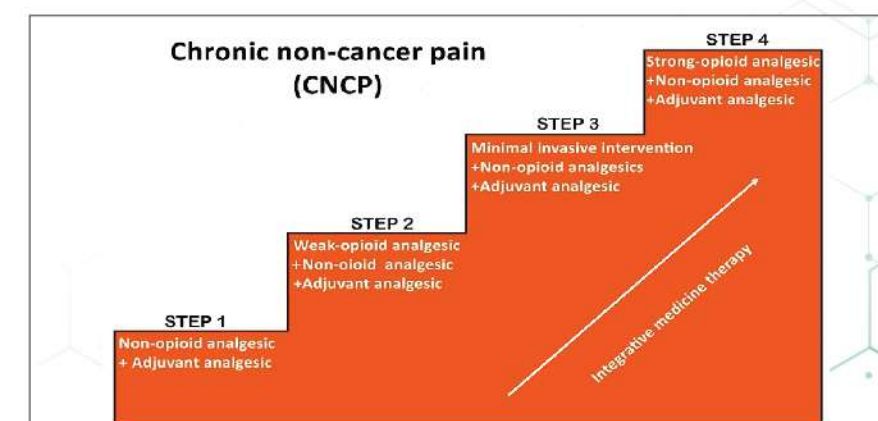 Chronic non-cancer pain
(CNCP)
STEP 4
Strong-opioid analgesic
+Non-opioid analgesic
+Adjuvant analgesic
STEP 3
Minimal invasive intervention
+Non-opioid analgesics
+Adjuvant analgesic
STEP 2
Weak-opioid analgesic
+Non-oioid analgesic
+Adjuvant analgesic
STEP 1
Non-opioid analgesic
+ Adjuvant analgesic
Integrative medicine therapy